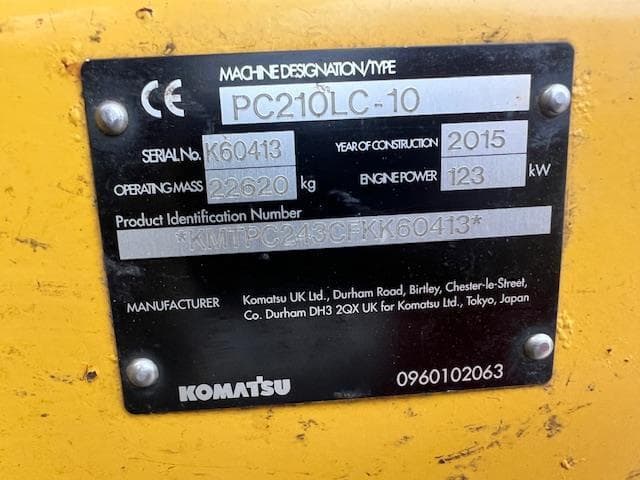 CE
MACHINE DESIGNATION/TYPE
PC210LC-10
SERIAL No. K60413 YEAR OF CONSTRUCTION 2015
OPERATING MASS 22620 kg ENGINE POWER 123 kW
Product Identification Number
*KMTPC243CFKK60413*
MANUFACTURER Komatsu UK Ltd., Durham Road, Birtley, Chester-le-Street,
Co. Durham DH3 2QX UK for Komatsu Ltd., Tokyo, Japan
KOMATSU 0960102063